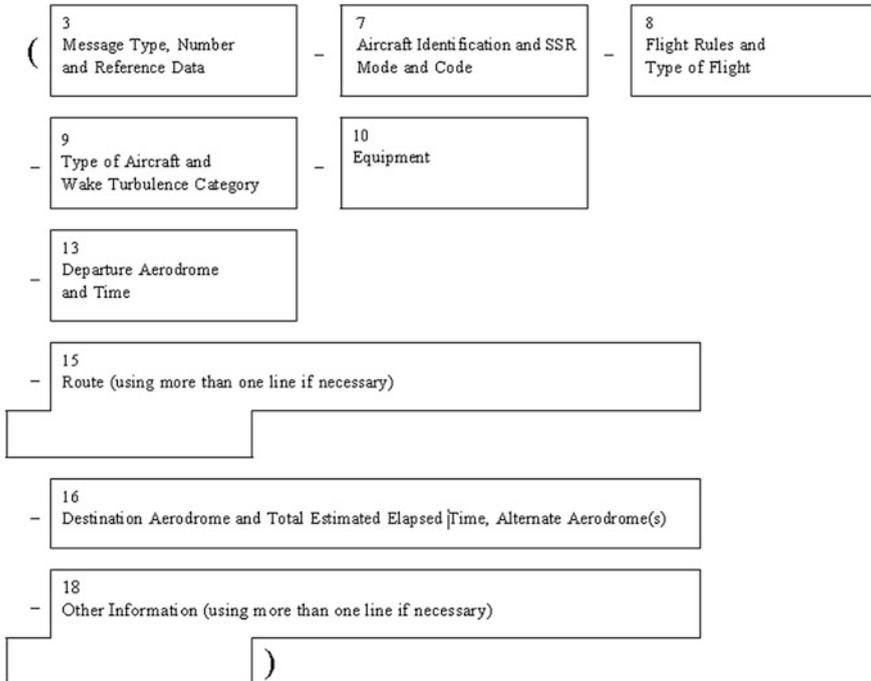 (
3
Message Type, Number
and Reference Data
–
7
Aircraft Identification and SSR
Mode and Code
–
8
Flight Rules and
Type of Flight
–
9
Type of Aircraft and
Wake Turbulence Category
–
10
Equipment
–
13
Departure Aerodrome
and Time
–
15
Route (using more than one line if necessary)
–
16
Destination Aerodrome and Total Estimated Elapsed Time, Alternate Aerodrome(s)
–
18
Other Information (using more than one line if necessary)
)